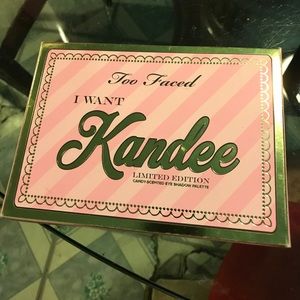 Too Faced
I WANT
Kandee
LIMITED EDITION
CANDY-SCENTED EYE SHADOW PALETTE